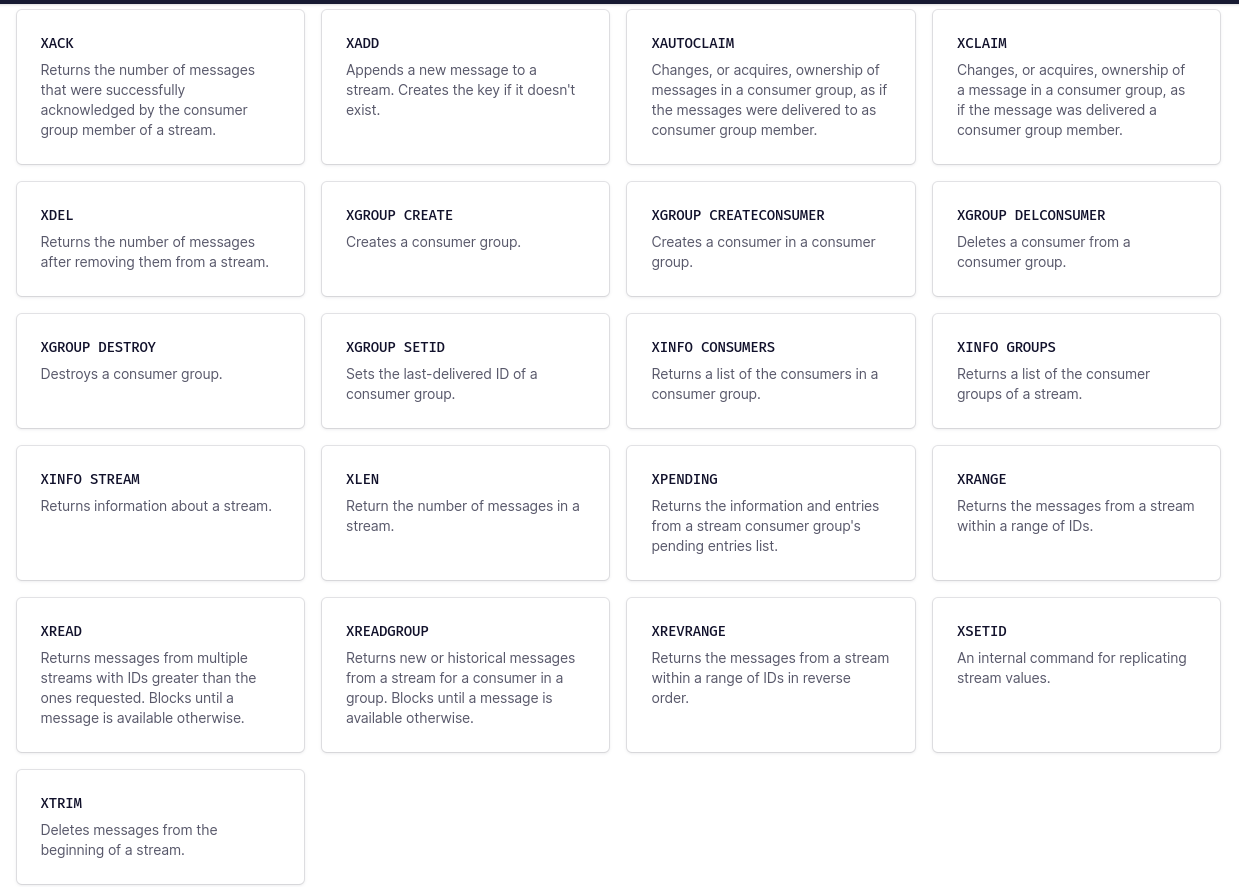 XACK
Returns the number of messages
that were successfully
acknowledged by the consumer
group member of a stream.
XADD
Appends a new message to a
stream. Creates the key if it doesn't
exist.
XAUTOCLAIM
Changes, or acquires, ownership of
messages in a consumer group, as if
the messages were delivered to as
consumer group member.
XCLAIM
Changes, or acquires, ownership of
a message in a consumer group, as
if the message was delivered a
consumer group member.
XDEL
Returns the number of messages
after removing them from a stream.
XGROUP CREATE
Creates a consumer group.
XGROUP CREATECONSUMER
Creates a consumer in a consumer
group.
XGROUP DELCONSUMER
Deletes a consumer from a
consumer group.
XGROUP DESTROY
Destroys a consumer group.
XGROUP SETID
Sets the last-delivered ID of a
consumer group.
XINFO CONSUMERS
Returns a list of the consumers in a
consumer group.
XINFO GROUPS
Returns a list of the consumer
groups of a stream.
XINFO STREAM
Returns information about a stream.
XLEN
Return the number of messages in a
stream.
XPENDING
Returns the information and entries
from a stream consumer group's
pending entries list.
XRANGE
Returns the messages from a stream
within a range of IDs.
XREAD
Returns messages from multiple
streams with IDs greater than the
ones requested. Blocks until a
message is available otherwise.
XREADGROUP
Returns new or historical messages
from a stream for a consumer in a
group. Blocks until a message is
available otherwise.
XREVRANGE
Returns the messages from a stream
within a range of IDs in reverse
order.
XSETID
An internal command for replicating
stream values.
XTRIM
Deletes messages from the
beginning of a stream.